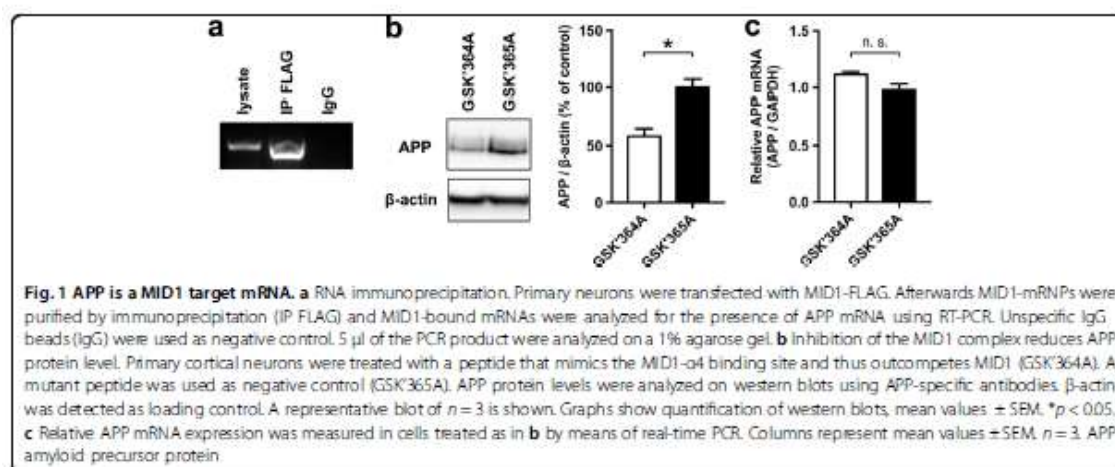 a
lysate
IP FLAG
IgG
b
GSK'364A
GSK'365A
APP
β-actin
APP / β-actin (% of control)
150
100
50
0
*
GSK'364A
GSK'365A
c
Relative APP mRNA
(APP / GAPDH)
1.5
1.0
0.5
0.0
n. s.
GSK'364A
GSK'365A
Fig. 1 APP is a MID1 target mRNA. a RNA immunoprecipitation. Primary neurons were transfected with MID1-FLAG. Afterwards MID1-mRNPs were
purified by immunoprecipitation (IP FLAG) and MID1-bound mRNAs were analyzed for the presence of APP mRNA using RT-PCR. Unspecific IgG
beads (IgG) were used as negative control. 5 µl of the PCR product were analyzed on a 1% agarose gel. b Inhibition of the MID1 complex reduces APP
protein level. Primary cortical neurons were treated with a peptide that mimics the MID1-α4 binding site and thus outcompetes MID1 (GSK'364A). A
mutant peptide was used as negative control (GSK'365A). APP protein levels were analyzed on western blots using APP-specific antibodies. β-actin
was detected as loading control. A representative blot of n = 3 is shown. Graphs show quantification of western blots, mean values ± SEM. *p < 0.05.
c Relative APP mRNA expression was measured in cells treated as in b by means of real-time PCR. Columns represent mean values ± SEM. n = 3. APP
amyloid precursor protein